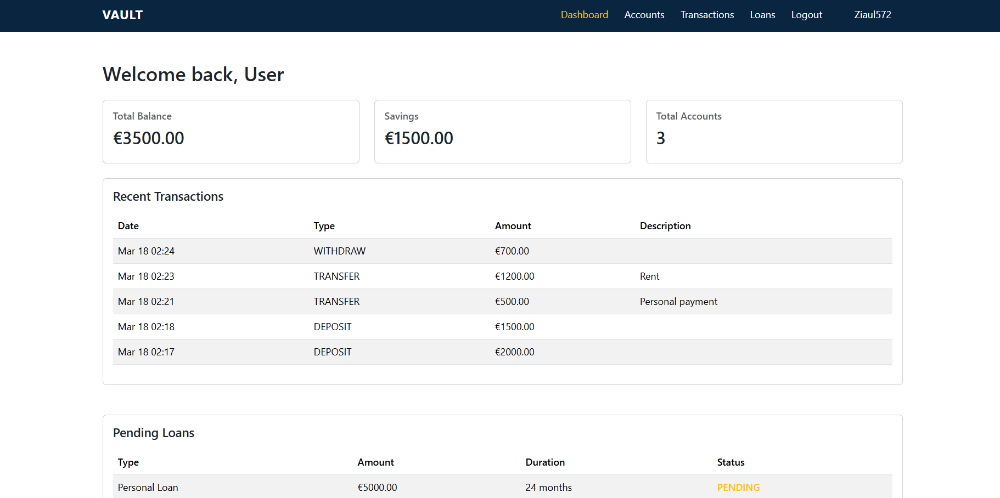 VAULT Dashboard Accounts Transactions Loans Logout Ziaul572
Welcome back, User
Total Balance Savings Total Accounts
€3500.00 €1500.00 3
Recent Transactions
Date Type Amount Description
Mar 18 02:24 WITHDRAW €700.00
Mar 18 02:23 TRANSFER €1200.00 Rent
Mar 18 02:21 TRANSFER €500.00 Personal payment
Mar 18 02:18 DEPOSIT €1500.00
Mar 18 02:17 DEPOSIT €2000.00
Pending Loans
Type Amount Duration Status
Personal Loan €5000.00 24 months PENDING